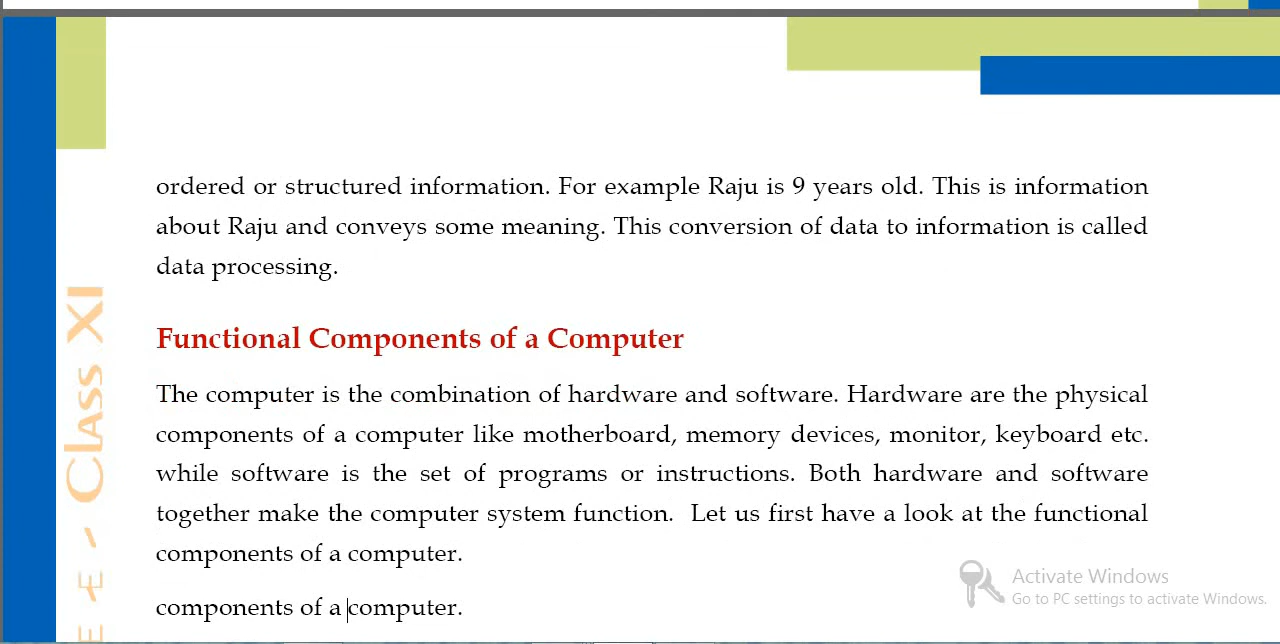 ordered or structured information. For example Raju is 9 years old. This is information
about Raju and conveys some meaning. This conversion of data to information is called
data processing.
Functional Components of a Computer
The computer is the combination of hardware and software. Hardware are the physical
components of a computer like motherboard, memory devices, monitor, keyboard etc.
while software is the set of programs or instructions. Both hardware and software
together make the computer system function.  Let us first have a look at the functional
components of a computer.
components of a computer.
E - Class XI
Activate Windows
Go to PC settings to activate Windows.